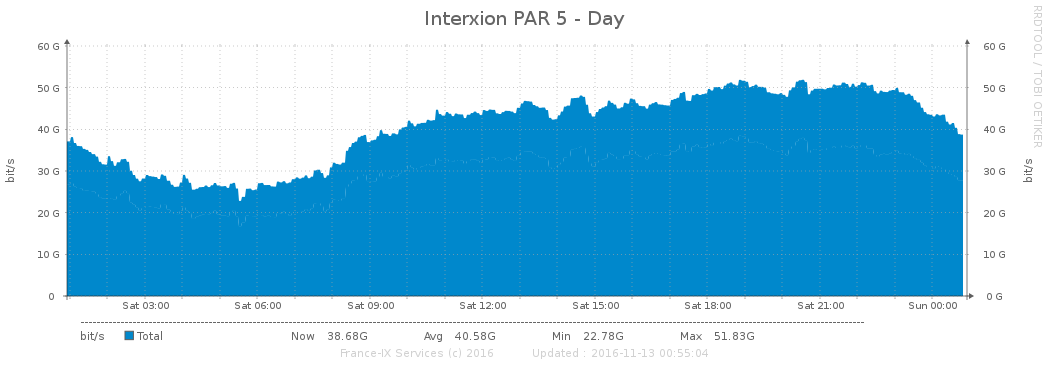 Interxion PAR 5 - Day
RRDTOOL / TOBI OETIKER
60 G 60 G
50 G 50 G
40 G 40 G
30 G 30 G
20 G 20 G
10 G 10 G
0 0 G
bit/s
bit/s
Sat 03:00 Sat 06:00 Sat 09:00 Sat 12:00 Sat 15:00 Sat 18:00 Sat 21:00 Sun 00:00
bit/s Total Now 38.68G Avg 40.58G Min 22.78G Max 51.83G
France-IX Services (c) 2016 Updated : 2016-11-13 00:55:04